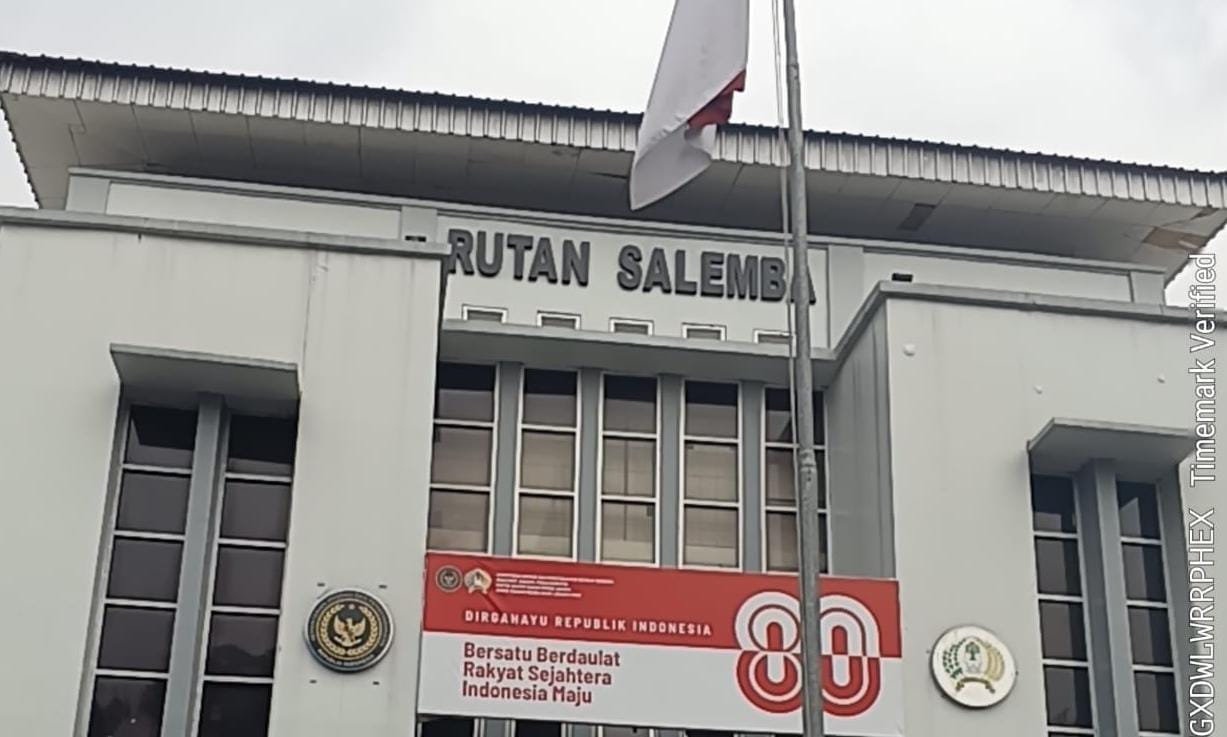 RUTAN SALEMBA
DIRGAHAYU REPUBLIK INDONESIA
80
Bersatu Berdaulat
Rakyat Sejahtera
Indonesia Maju
GXDWLWRRPHEX Timemark Verified